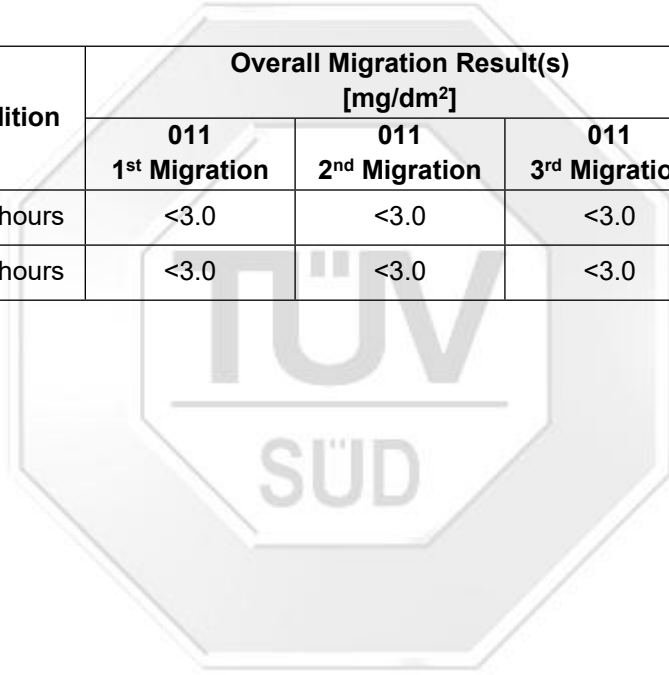 Overall Migration Result(s)
[mg/dm²]
dition
011 011 011
1st Migration 2nd Migration 3rd Migratio
hours <3.0 <3.0 <3.0
hours <3.0 <3.0 <3.0
TÜV
SÜD